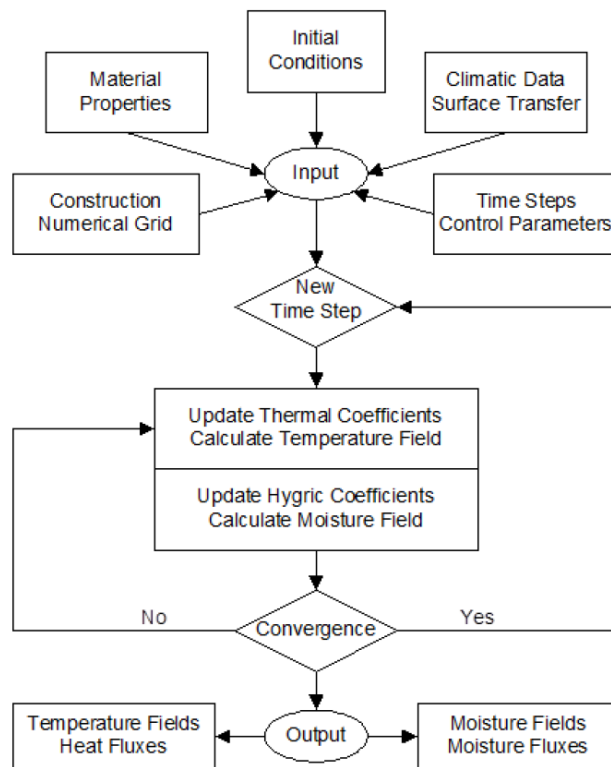 Initial
Conditions
Material
Properties
Climatic Data
Surface Transfer
Input
Construction
Numerical Grid
Time Steps
Control Parameters
New
Time Step
Update Thermal Coefficients
Calculate Temperature Field
Update Hygric Coefficients
Calculate Moisture Field
No
Convergence
Yes
Temperature Fields
Heat Fluxes
Output
Moisture Fields
Moisture Fluxes